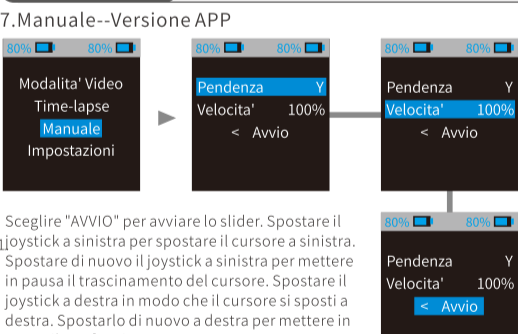 7.Manuale--Versione APP
80% 80%
Modalita' Video
Time-lapse
Manuale
Impostazioni
80% 80%
Pendenza Y
Velocita' 100%
< Avvio
80% 80%
Pendenza Y
Velocita' 100%
< Avvio
80% 80%
Pendenza Y
Velocita' 100%
< Avvio
Sceglire "AVVIO" per avviare lo slider. Spostare il
joystick a sinistra per spostare il cursore a sinistra.
Spostare di nuovo il joystick a sinistra per mettere
in pausa il trascinamento del cursore. Spostare il
joystick a destra in modo che il cursore si sposti a
destra. Spostarlo di nuovo a destra per mettere in